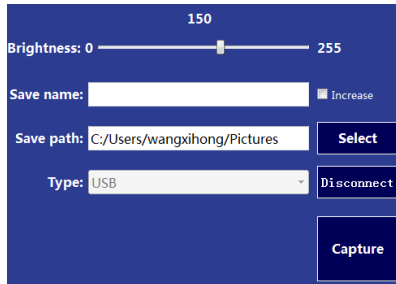 150
Brightness: 0 255
Save name: Increase
Save path: C:/Users/wangxihong/Pictures Select
Type: USB Disconnect
Capture